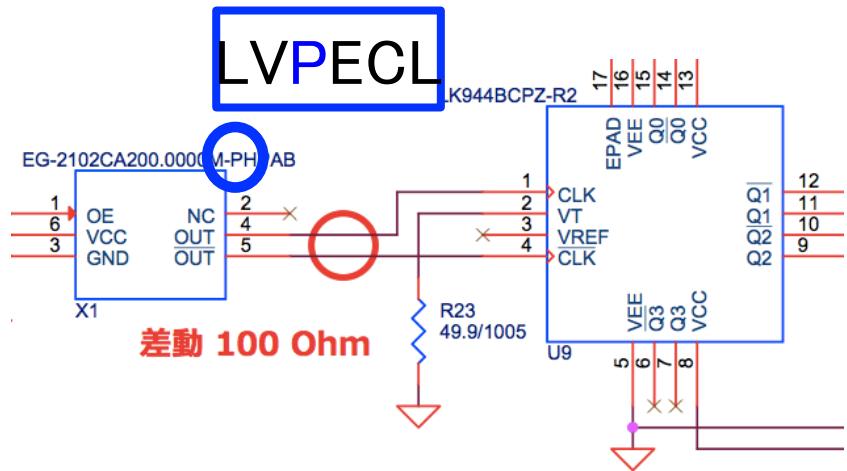 LVPECL
LK944BCPZ-R2
EG-2102CA200.0000M-PH AB
17
16
15
14
13
EPAD
VEE
Q0
Q0
VCC
1
6
3
OE
VCC
GND
NC
OUT
OUT
2
4
5
X1
1
2
3
4
CLK
VT
VREF
CLK
Q1
Q1
Q2
Q2
12
11
10
9
差動 100 Ohm
R23
49.9/1005
VEE
Q3
Q3
VCC
U9
5
6
7
8